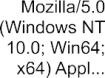 Mozilla/5.0
(Windows NT
10.0; Win64;
x64) Appl...